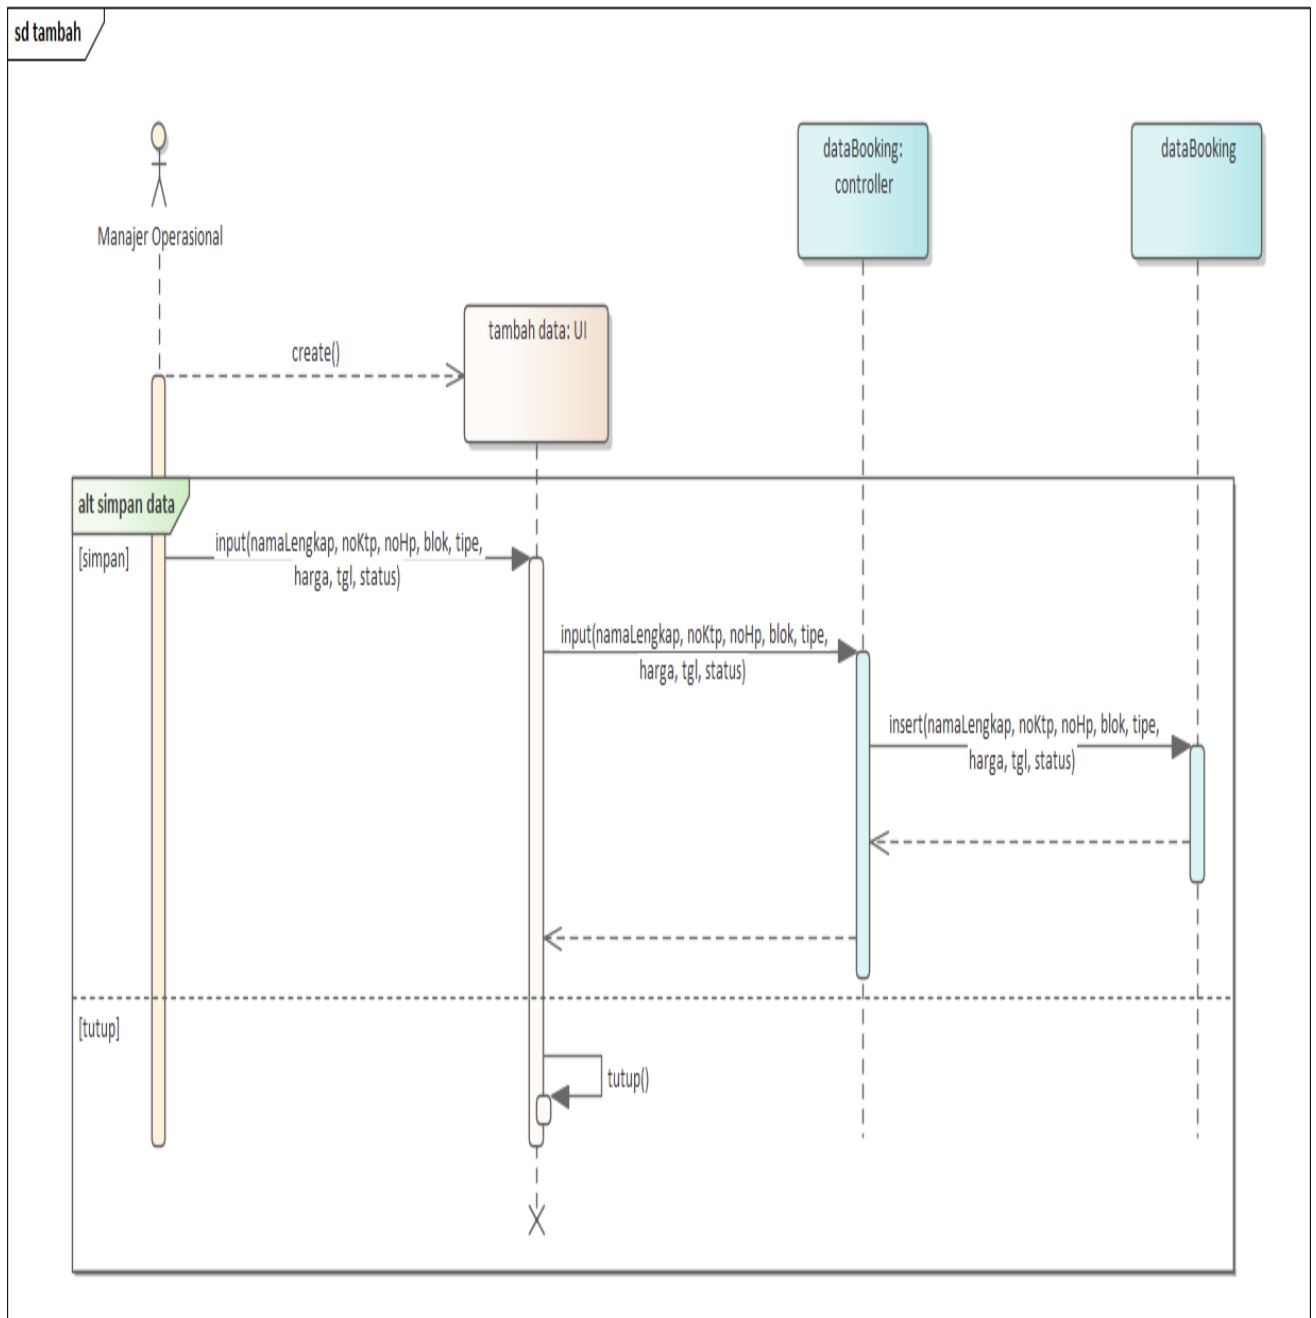 sd tambah
dataBooking:
controller
dataBooking
Manajer Operasional
tambah data: UI
create()
alt simpan data
[simpan]
input(namaLengkap, noKtp, noHp, blok, tipe,
harga, tgl, status)
input(namaLengkap, noKtp, noHp, blok, tipe,
harga, tgl, status)
insert(namaLengkap, noKtp, noHp, blok, tipe,
harga, tgl, status)
[tutup]
tutup()